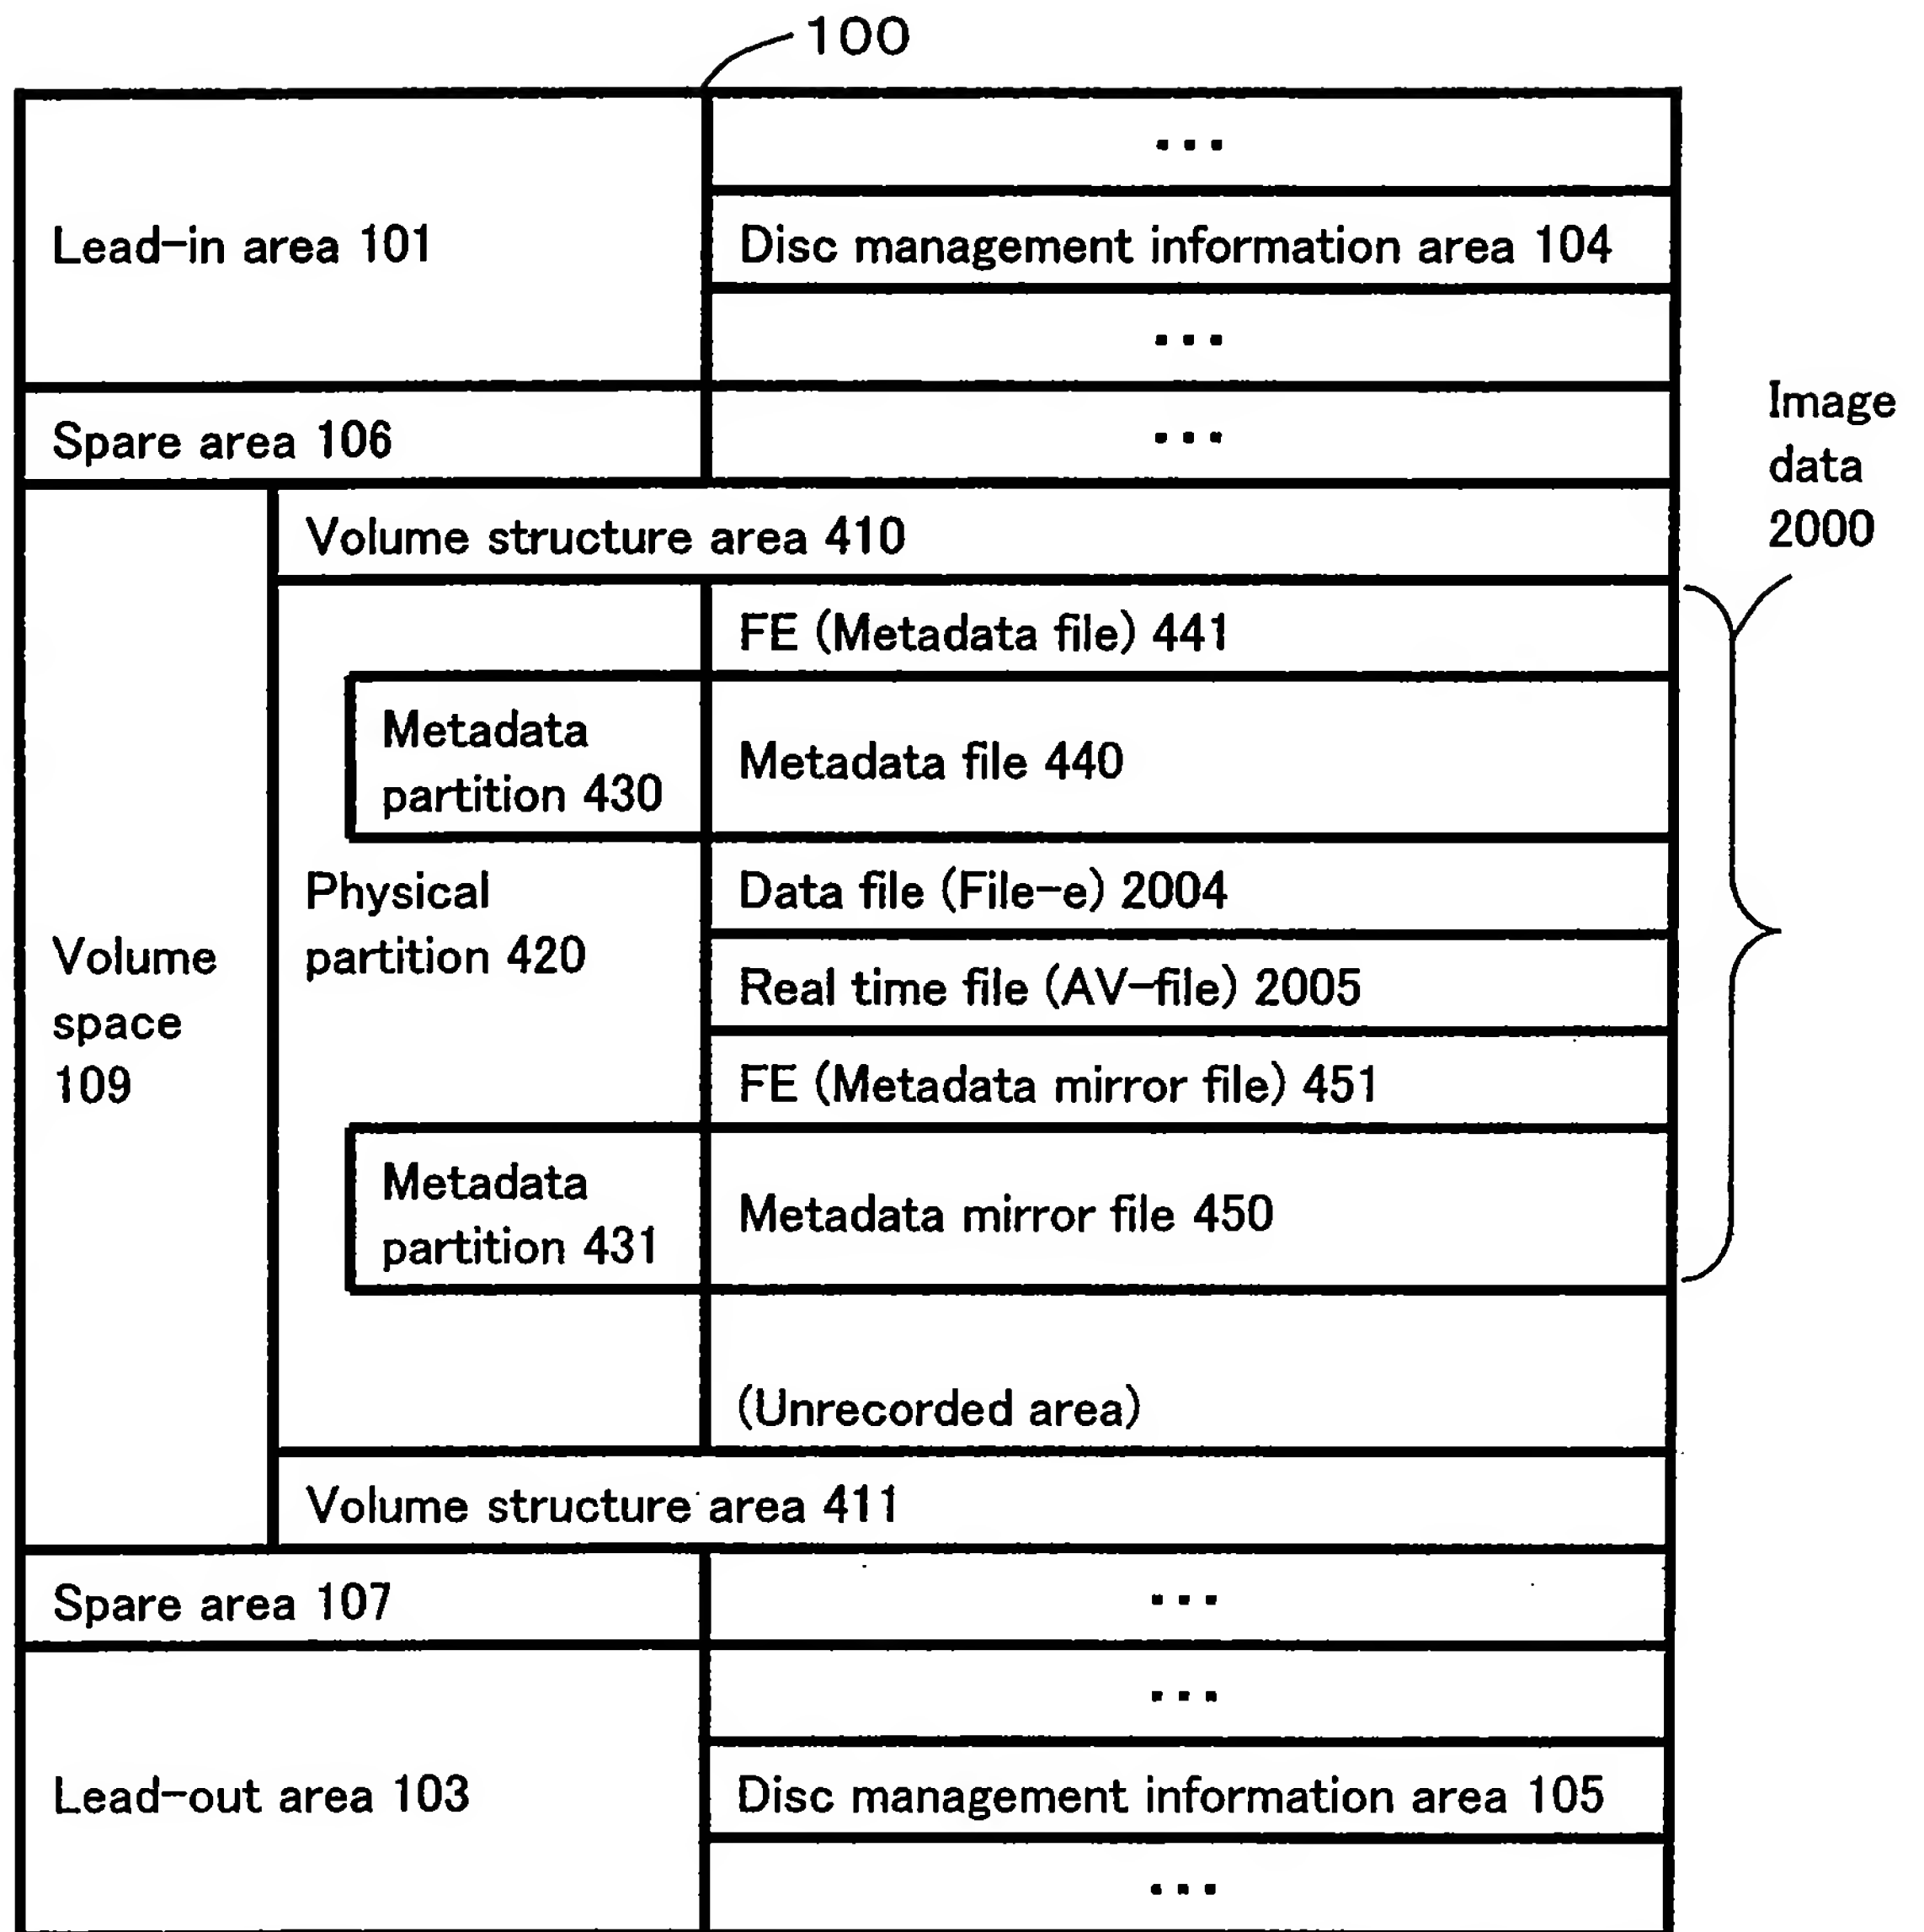 100
...
Lead-in area 101
Disc management information area 104
...
Spare area 106
...
Image
data
2000
Volume structure area 410
FE (Metadata file) 441
Metadata
partition 430
Metadata file 440
Physical
partition 420
Data file (File-e) 2004
Volume
space
109
Real time file (AV-file) 2005
FE (Metadata mirror file) 451
Metadata
partition 431
Metadata mirror file 450
(Unrecorded area)
Volume structure area 411
Spare area 107
...
...
Lead-out area 103
Disc management information area 105
...